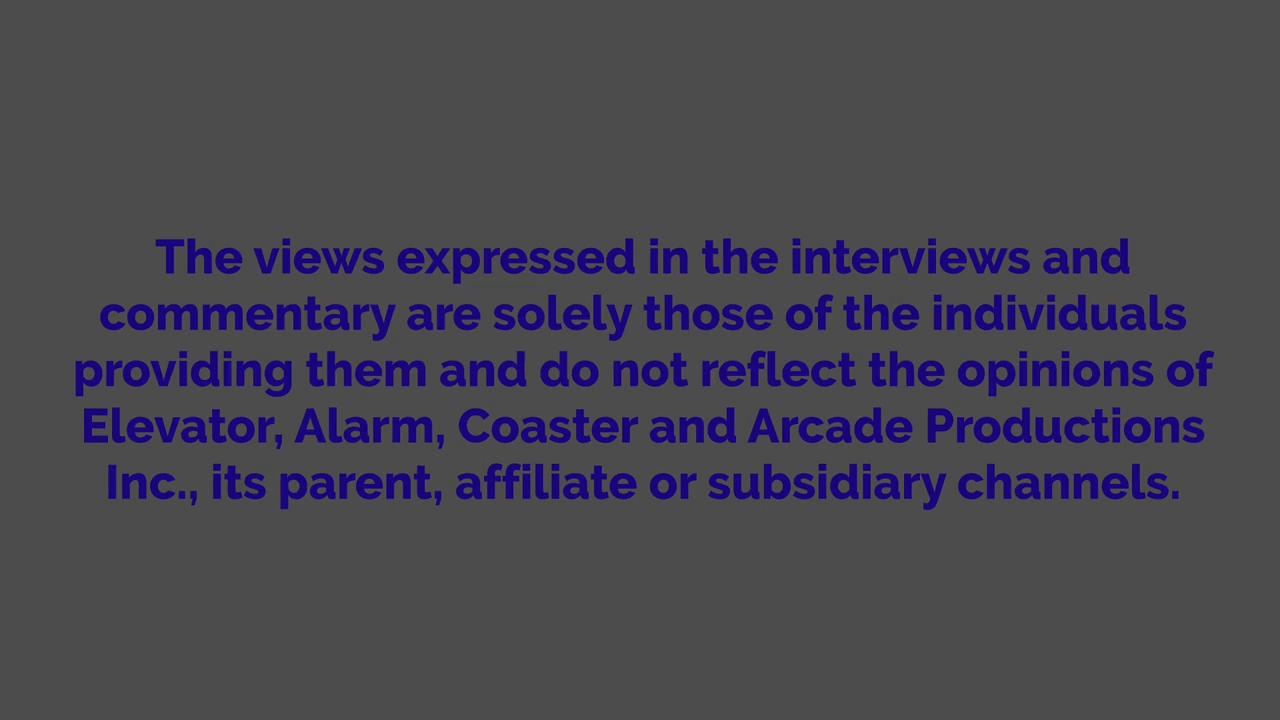 The views expressed in the interviews and
commentary are solely those of the individuals
providing them and do not reflect the opinions of
Elevator, Alarm, Coaster and Arcade Productions
Inc., its parent, affiliate or subsidiary channels.